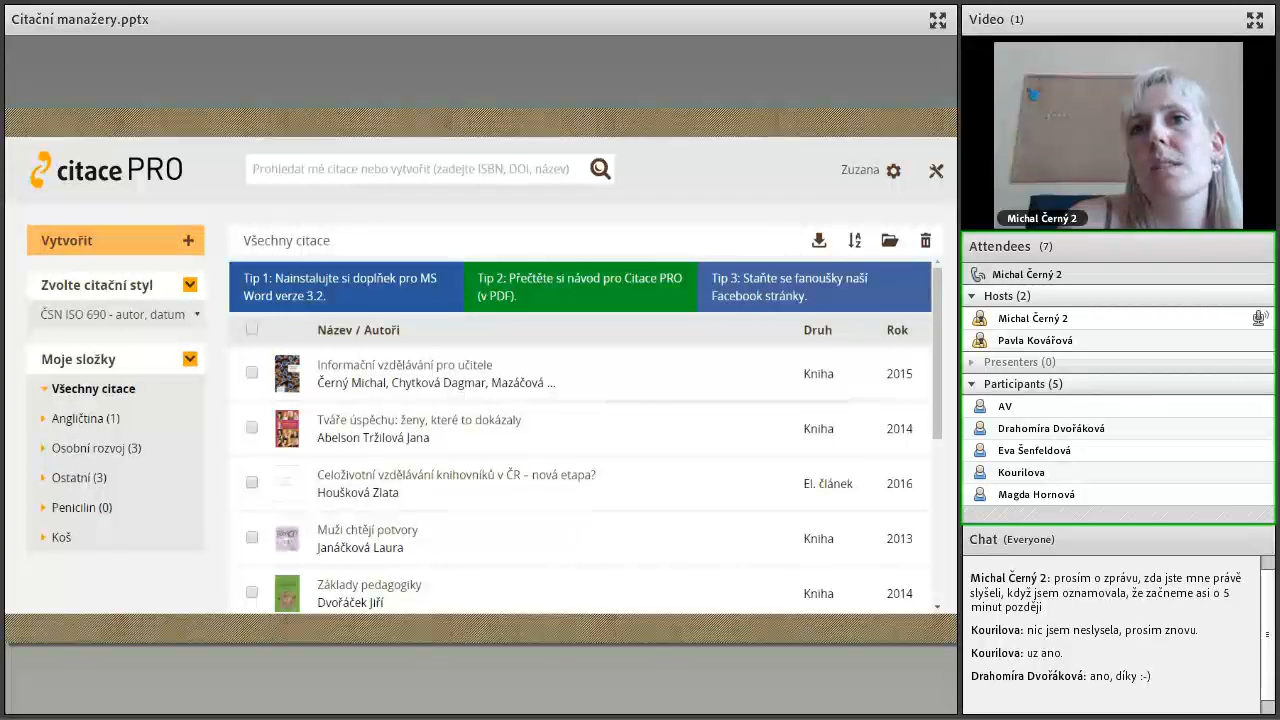 Citační manažery.pptx
citace PRO
Prohledat mé citace nebo vytvořit (zadejte ISBN, DOI, název)
Zuzana
Vytvořit +
Zvolte citační styl
ČSN ISO 690 - autor, datum
Moje složky
Všechny citace
Angličtina (1)
Osobní rozvoj (3)
Ostatní (3)
Penicilin (0)
Koš
Všechny citace
Tip 1: Nainstalujte si doplňek pro MS
Word verze 3.2.
Tip 2: Přečtěte si návod pro Citace PRO
(v PDF).
Tip 3: Staňte se fanoušky naší
Facebook stránky.
Název / Autoři Druh Rok
Informační vzdělávání pro učitele
Černý Michal, Chytková Dagmar, Mazáčová ...
Kniha 2015
Tváře úspěchu: ženy, které to dokázaly
Abelson Tržilová Jana
Kniha 2014
Celoživotní vzdělávání knihovníků v ČR – nová etapa?
Houšková Zlata
El. článek 2016
Muži chtějí potvory
Janáčková Laura
Kniha 2013
Základy pedagogiky
Dvořáček Jiří
Kniha 2014
Video (1)
Michal Černý 2
Attendees (7)
Michal Černý 2
Hosts (2)
Michal Černý 2
Pavla Kovářová
Presenters (0)
Participants (5)
AV
Drahomíra Dvořáková
Eva Šenfeldová
Kourilova
Magda Hornová
Chat (Everyone)
Michal Černý 2: prosím o zprávu, zda jste mne právě
slyšeli, když jsem oznamovala, že začneme asi o 5
minut později
Kourilova: nic jsem neslysela, prosim znovu.
Kourilova: uz ano.
Drahomíra Dvořáková: ano, díky :-)